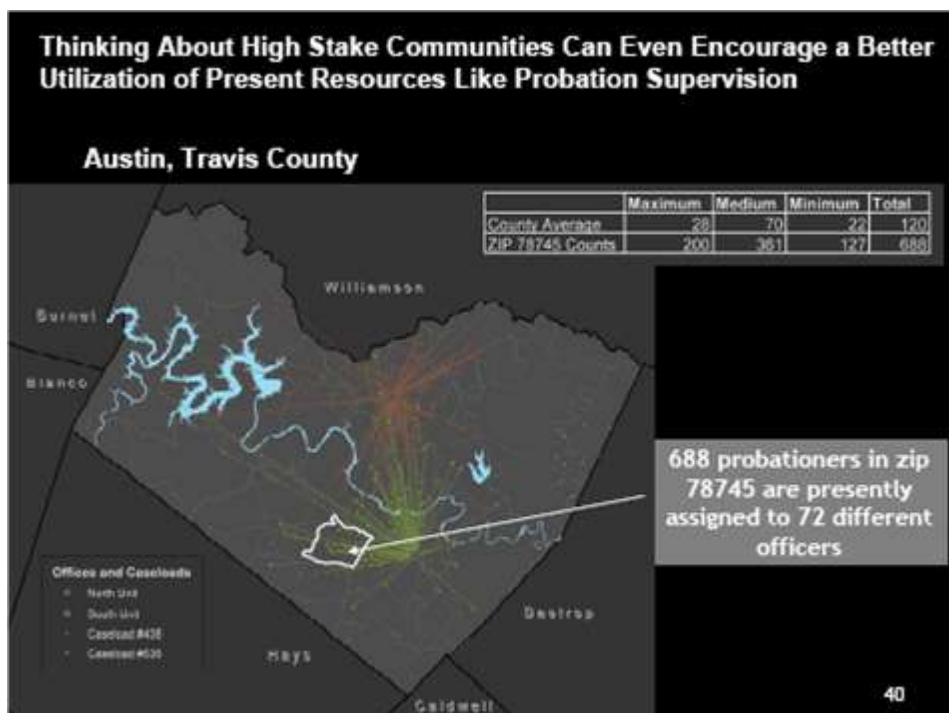 Thinking About High Stake Communities Can Even Encourage a Better
Utilization of Present Resources Like Probation Supervision
Austin, Travis County
Maximum Medium Minimum Total
County Average 28 70 22 120
ZIP 78745 Counts 200 361 127 688
Williamson
Burnet
Blanco
688 probationers in zip
78745 are presently
assigned to 72 different
officers
Offices and Caseloads
North Unit
South Unit
Caseload
Caseload
Bastrop
Hays
Caldwell
40